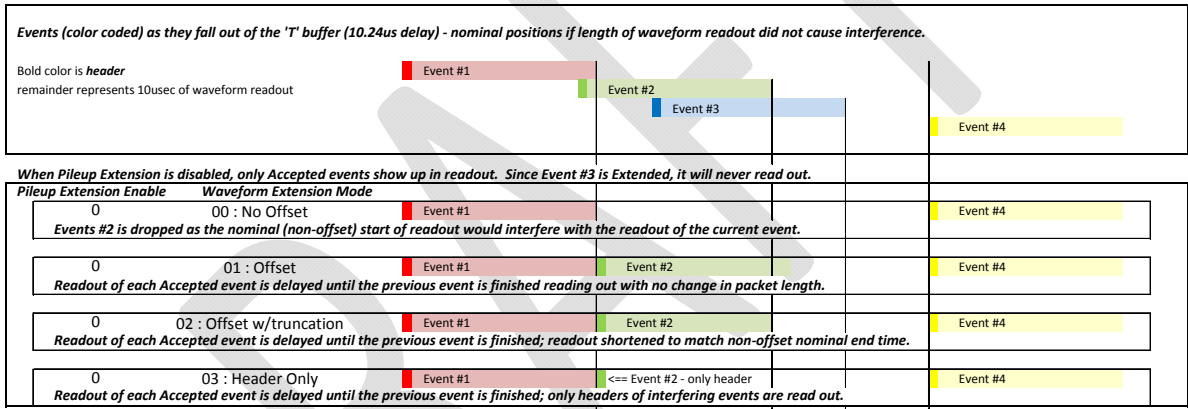 Events (color coded) as they fall out of the 'T' buffer (10.24us delay) - nominal positions if length of waveform readout did not cause interference.
Bold color is header Event #1
remainder represents 10usec of waveform readout Event #2
Event #3
Event #4
When Pileup Extension is disabled, only Accepted events show up in readout. Since Event #3 is Extended, it will never read out.
Pileup Extension Enable Waveform Extension Mode
0 00 : No Offset Event #1 Event #4
Events #2 is dropped as the nominal (non-offset) start of readout would interfere with the readout of the current event.
0 01 : Offset Event #1 Event #2 Event #4
Readout of each Accepted event is delayed until the previous event is finished reading out with no change in packet length.
0 02 : Offset w/truncation Event #1 Event #2 Event #4
Readout of each Accepted event is delayed until the previous event is finished; readout shortened to match non-offset nominal end time.
0 03 : Header Only Event #1 <== Event #2 - only header Event #4
Readout of each Accepted event is delayed until the previous event is finished; only headers of interfering events are read out.